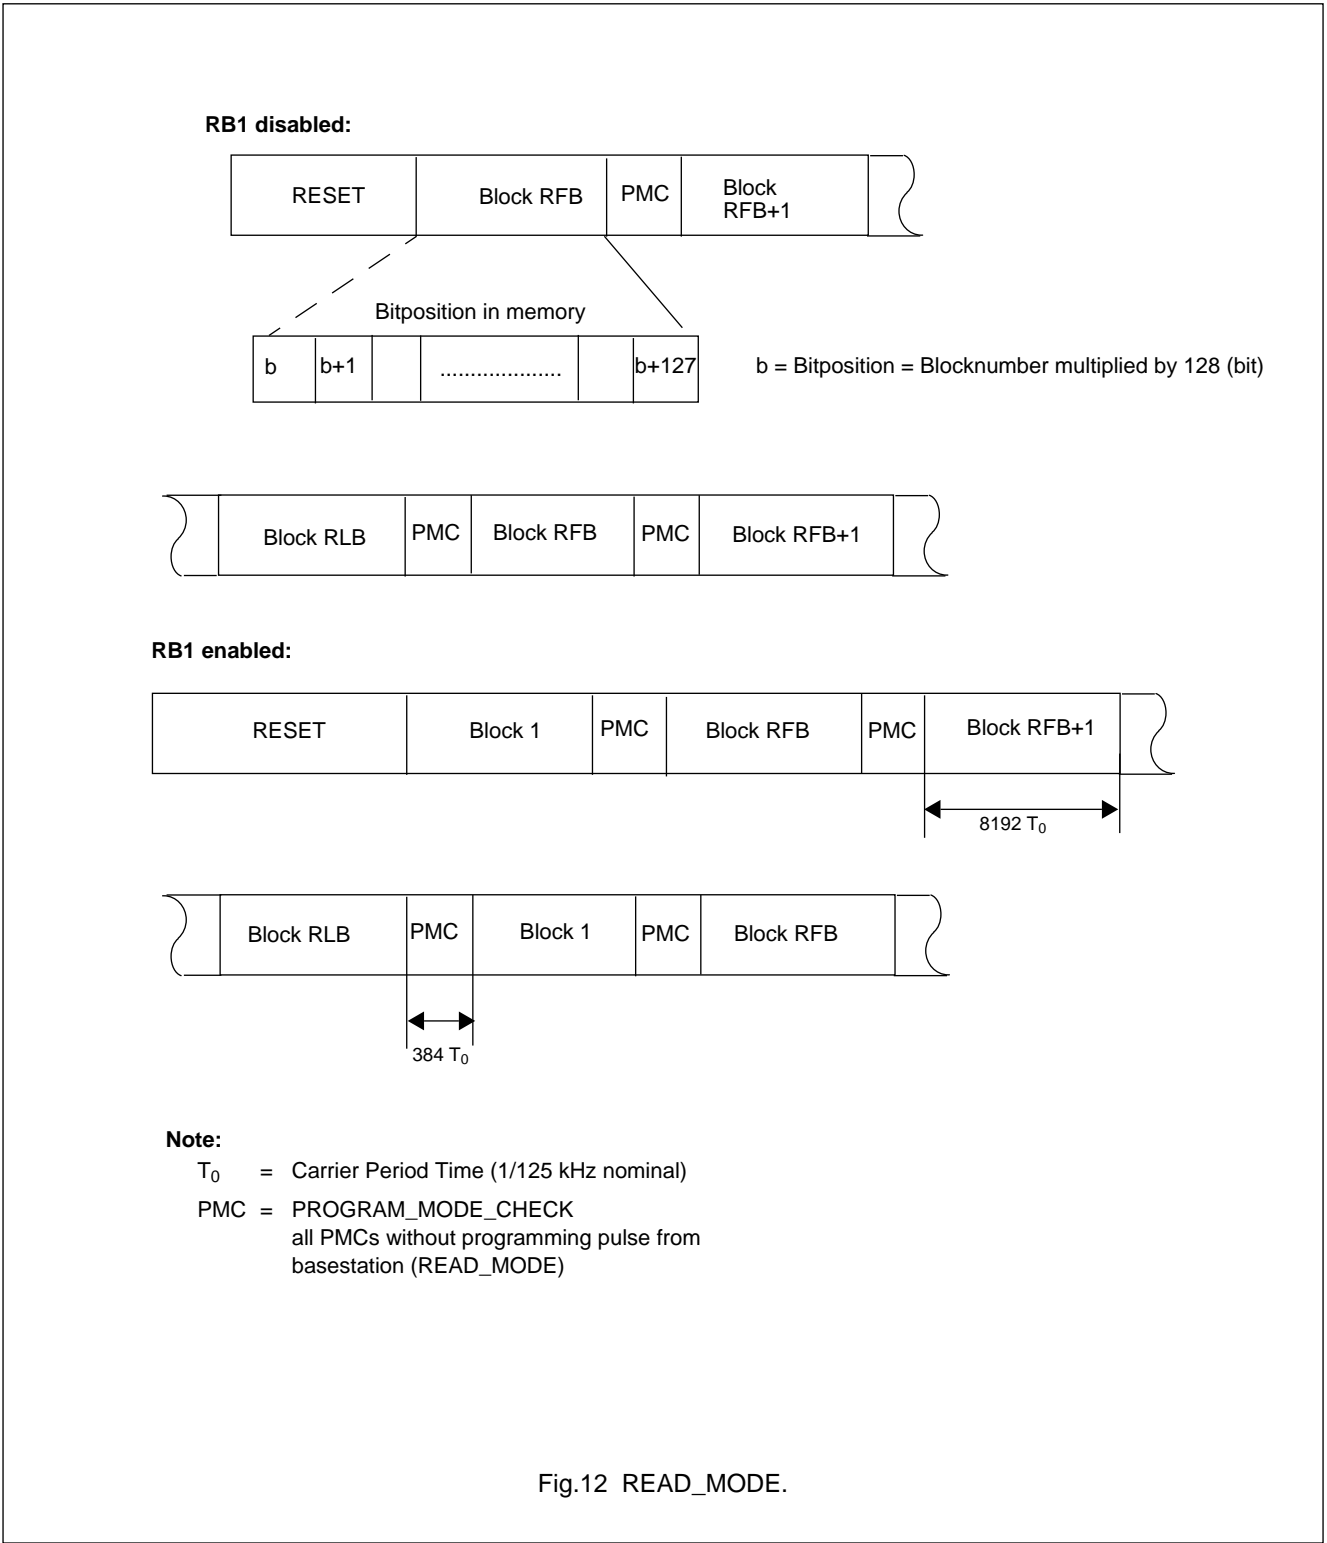 RB1 disabled:
RESET Block RFB PMC Block
RFB+1
Bitposition in memory
b b+1 .................... b+127 b = Bitposition = Blocknumber multiplied by 128 (bit)
Block RLB PMC Block RFB PMC Block RFB+1
RB1 enabled:
RESET Block 1 PMC Block RFB PMC Block RFB+1
8192 T0
Block RLB PMC Block 1 PMC Block RFB
384 T0
Note:
T0 = Carrier Period Time (1/125 kHz nominal)
PMC = PROGRAM_MODE_CHECK
all PMCs without programming pulse from
basestation (READ_MODE)
Fig.12 READ_MODE.